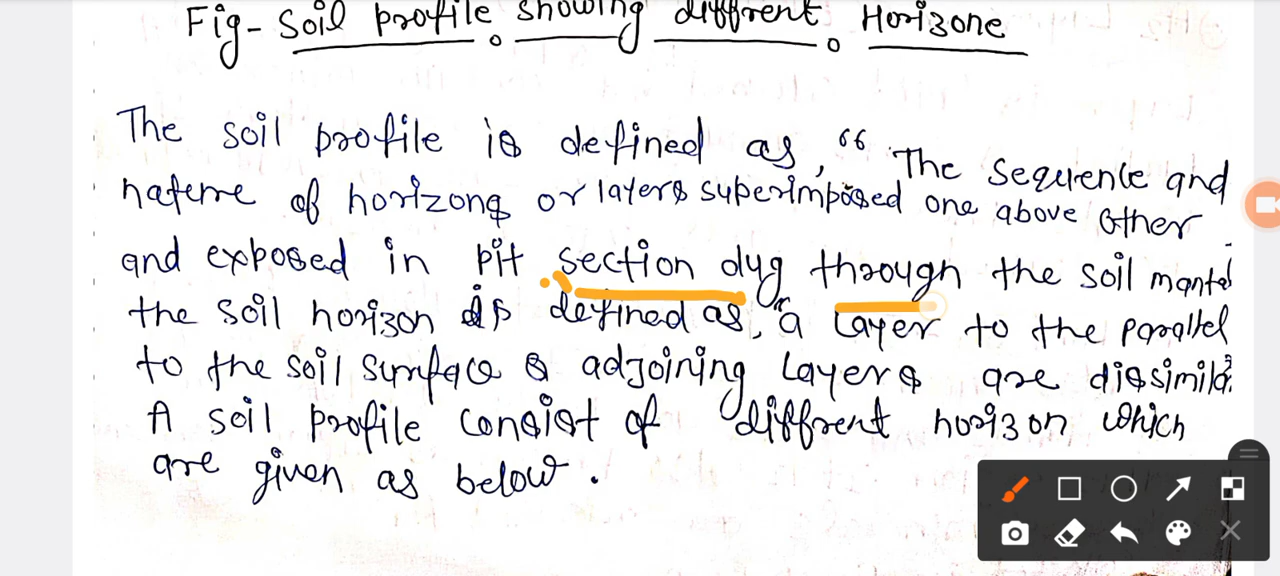 Fig- Soil profile showing diffrent Horizone
The soil profile is defined as, “ The sequence and
nature of horizons or layers superimposed one above other
and exposed in pit section dug through the soil mantel
the soil horizon is defined as, "a layer to the parallel
to the soil surface & adjoining layers are dissimilar
A soil profile consist of diffrent horizon which
are given as below.